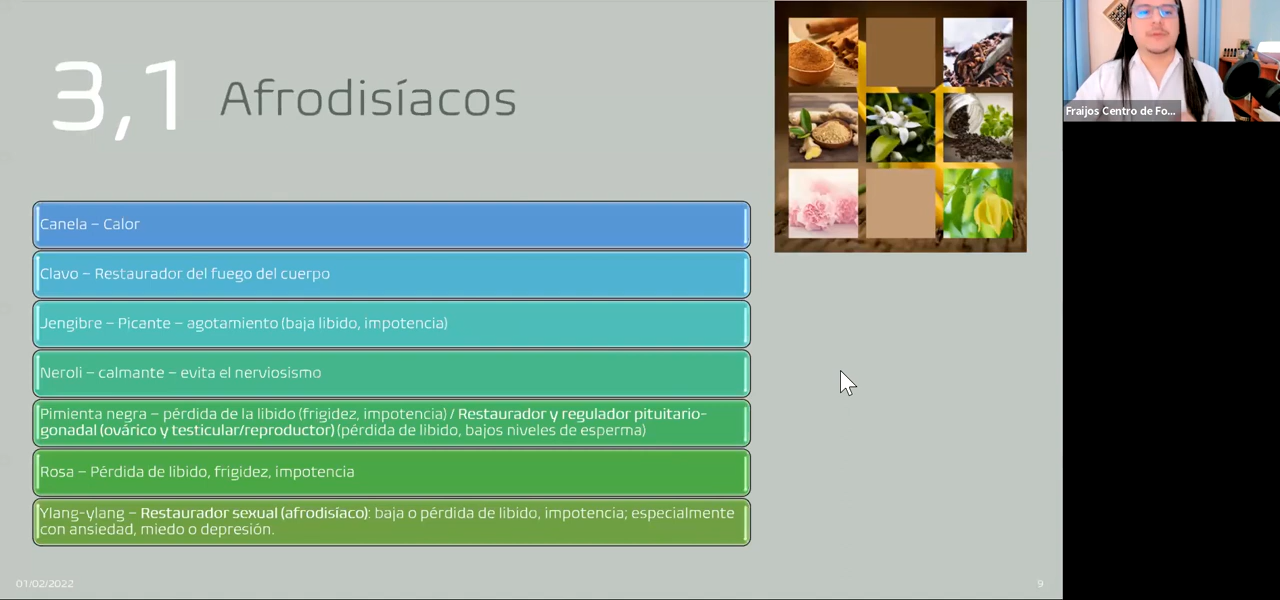 3,1 Afrodisíacos
Canela – Calor
Clavo – Restaurador del fuego del cuerpo
Jengibre – Picante – agotamiento (baja libido, impotencia)
Neroli – calmante – evita el nerviosismo
Pimienta negra – pérdida de la libido (frigidez, impotencia) / Restaurador y regulador pituitario-
gonadal (ovárico y testicular/reproductor) (pérdida de libido, bajos niveles de esperma)
Rosa – Pérdida de libido, frigidez, impotencia
Ylang-ylang – Restaurador sexual (afrodisíaco): baja o pérdida de libido, impotencia; especialmente
con ansiedad, miedo o depresión.
01/02/2022
9
Fraijos Centro de Fo...